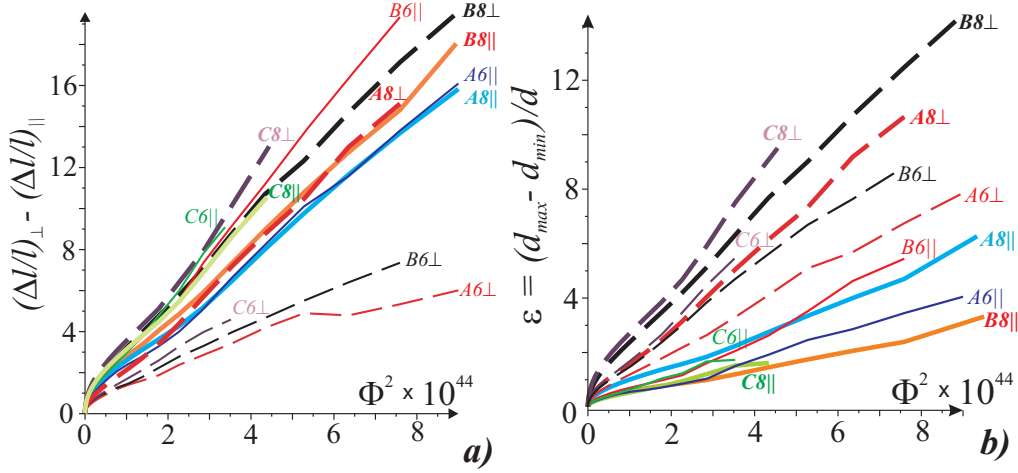 (Δl/l)⊥ - (Δl/l)||
16
12
8
4
0
0
2
4
6
8
Φ² × 10⁴⁴
B6||
B8⊥
B8||
A6||
A8||
A8⊥
C8⊥
C8||
C6||
B6⊥
C6⊥
A6⊥
a)
ε = (dmax - dmin)/d
12
8
4
0
0
2
4
6
8
Φ² × 10⁴⁴
B8⊥
C8⊥
A8⊥
B6⊥
A6⊥
C6⊥
B6||
A8||
A6||
C6||
B8||
C8||
b)